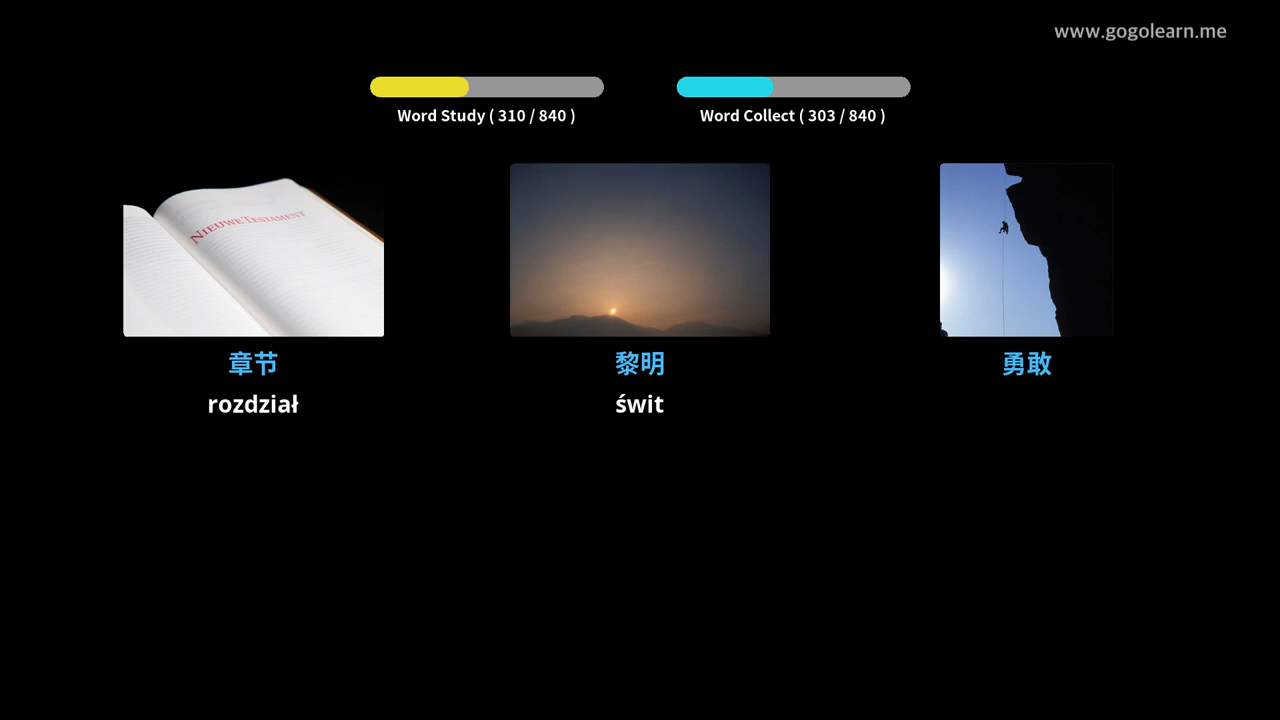 www.gogolearn.me
Word Study ( 310 / 840 )
Word Collect ( 303 / 840 )
NIEUWE TESTAMENT
章节
黎明
勇敢
rozdział
świt